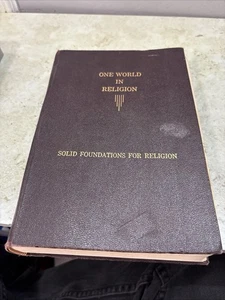 ONE WORLD
IN
RELIGION
SOLID FOUNDATIONS FOR RELIGION